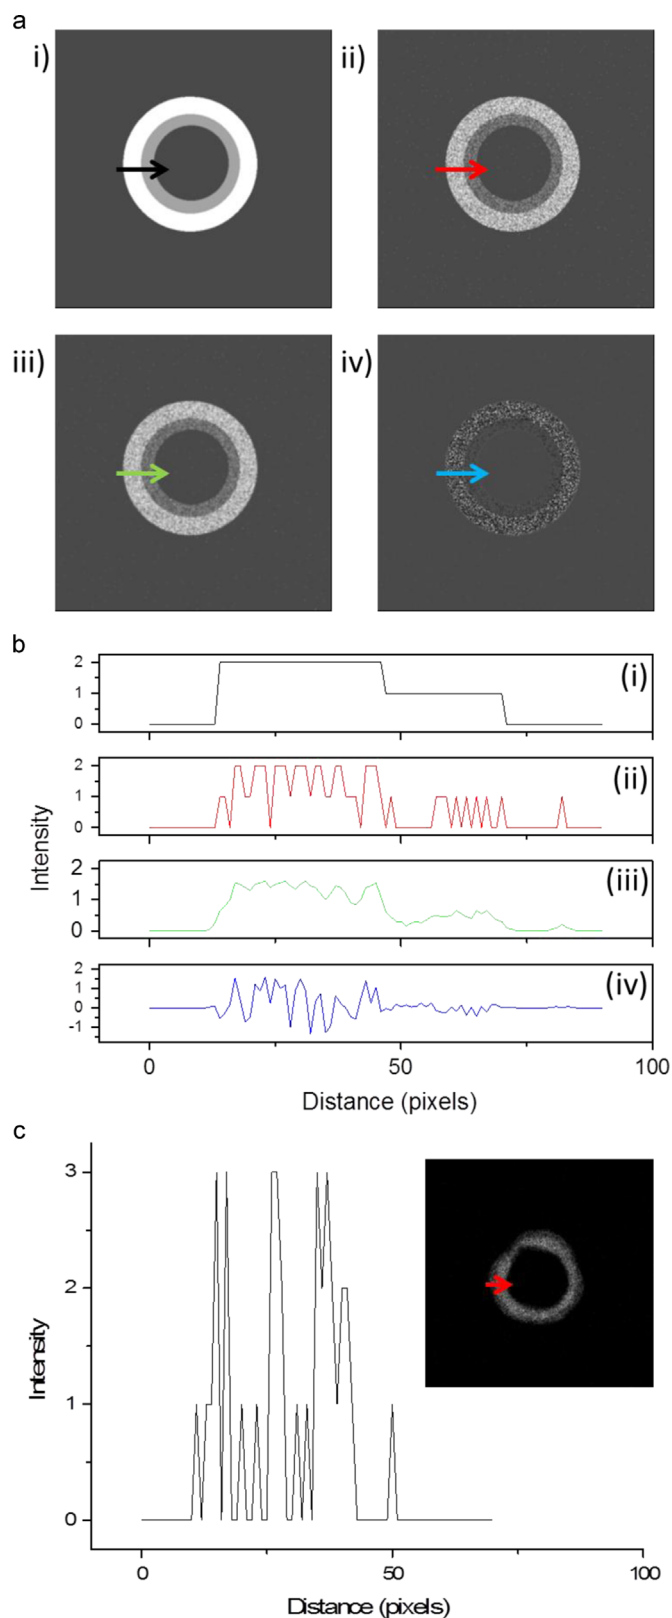 a
i) ii)
iii) iv)
b
2
1
0
(i)
2
1
0
(ii)
2
1
0
(iii)
2
1
0
-1
(iv)
Intensity
0 50 100
Distance (pixels)
c
3
2
1
0
Intensity
0 50 100
Distance (pixels)